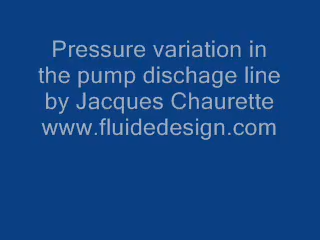 Pressure variation in
the pump dischage line
by Jacques Chaurette
www.fluidedesign.com